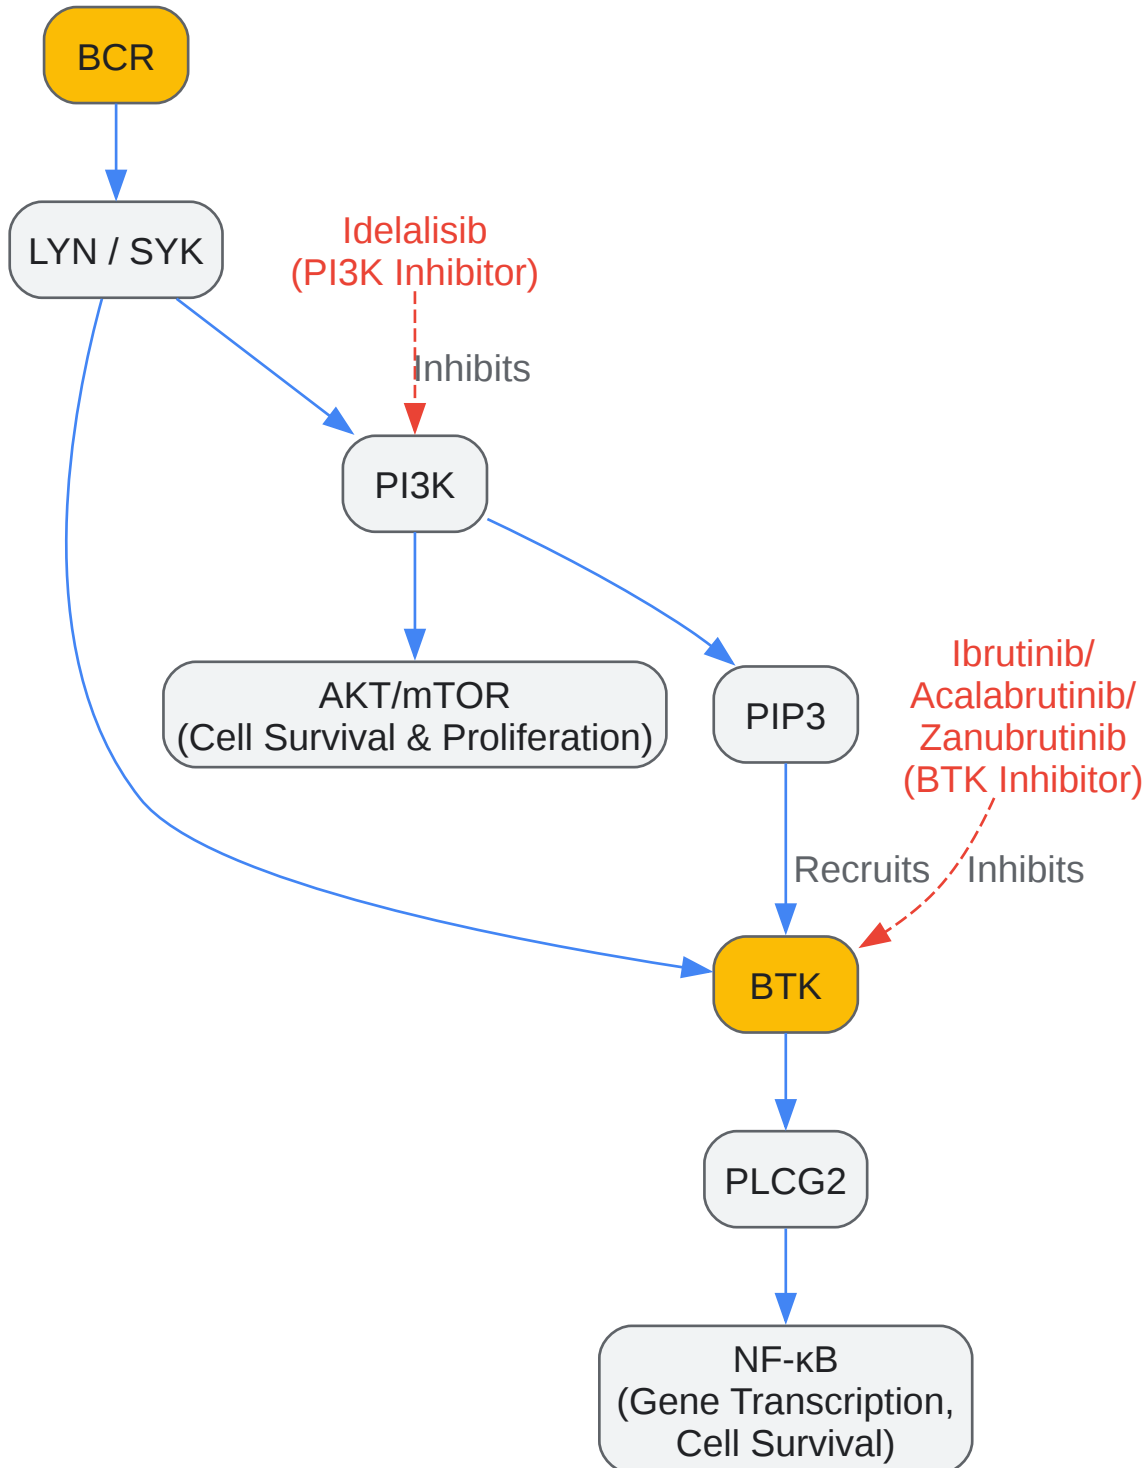 BCR
LYN / SYK
Idelalisib
(PI3K Inhibitor)
Inhibits
PI3K
AKT/mTOR
(Cell Survival & Proliferation)
PIP3
Ibrutinib/
Acalabrutinib/
Zanubrutinib
(BTK Inhibitor)
Recruits
Inhibits
BTK
PLCG2
NF-κB
(Gene Transcription,
Cell Survival)